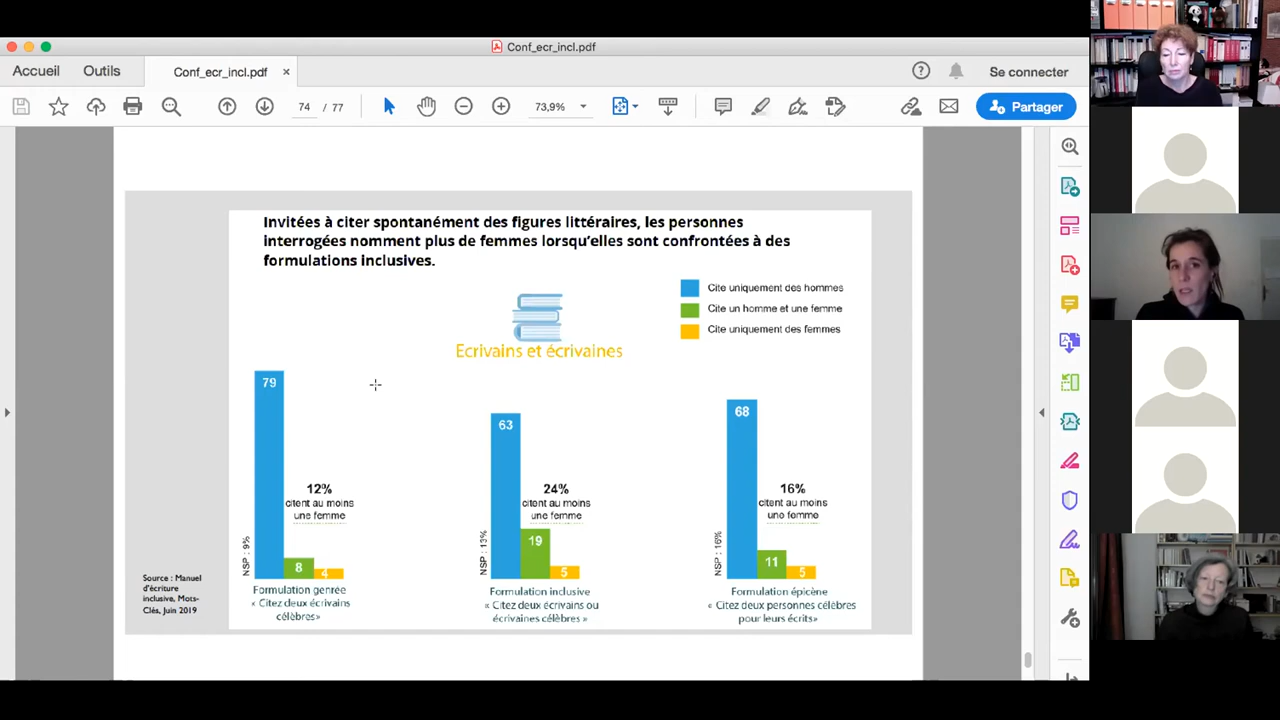 Conf_ecr_incl.pdf
Accueil
Outils
Conf_ecr_incl.pdf
×
Se connecter
74 / 77
73,9%
Partager
Invitées à citer spontanément des figures littéraires, les personnes
interrogées nomment plus de femmes lorsqu'elles sont confrontées à des
formulations inclusives.
Cite uniquement des hommes
Cite un homme et une femme
Cite uniquement des femmes
Ecrivains et écrivaines
79
12%
citent au moins
une femme
NSP : 9%
8
4
Formulation genrée
« Citez deux écrivains
célèbres»
63
24%
citent au moins
une femme
NSP : 13%
19
5
Formulation inclusive
« Citez deux écrivains ou
écrivaines célèbres »
68
16%
citent au moins
une femme
NSP : 16%
11
5
Formulation épicène
« Citez deux personnes célèbres
pour leurs écrits»
Source : Manuel
d'écriture
inclusive, Mots-
Clés, Juin 2019